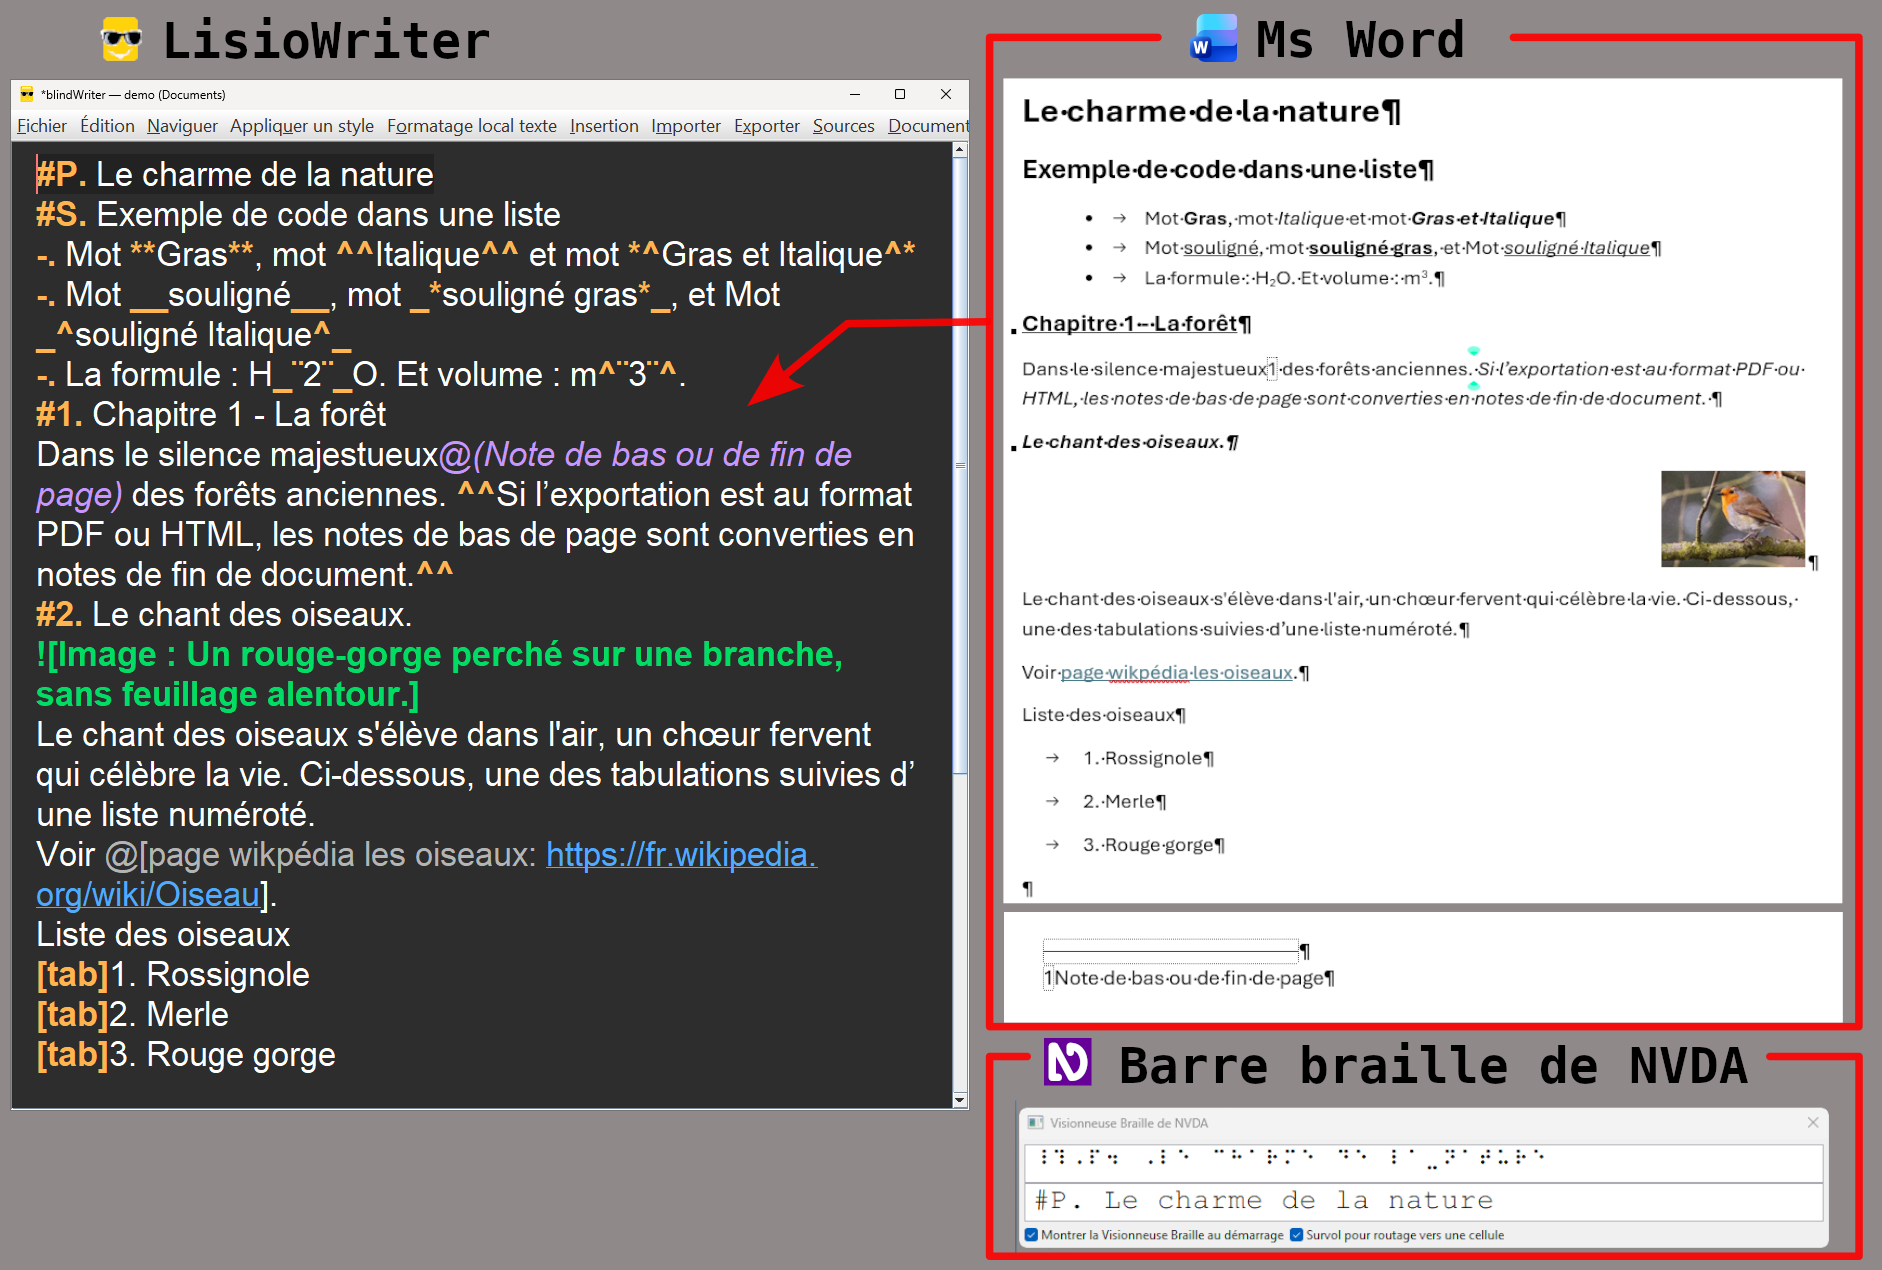 LisioWriter
*blindWriter — demo (Documents)
Fichier Édition Naviguer Appliquer un style Formatage local texte Insertion Importer Exporter Sources Document
#P. Le charme de la nature
#S. Exemple de code dans une liste
-. Mot **Gras**, mot ^^Italique^^ et mot *^Gras et Italique^*
-. Mot __souligné__, mot _*souligné gras*_, et Mot
_^souligné Italique^_
-. La formule : H_¨2¨_O. Et volume : m^¨3¨^.
#1. Chapitre 1 - La forêt
Dans le silence majestueux@(Note de bas ou de fin de
page) des forêts anciennes. ^^Si l’exportation est au format
PDF ou HTML, les notes de bas de page sont converties en
notes de fin de document.^^
#2. Le chant des oiseaux.
![Image : Un rouge-gorge perché sur une branche,
sans feuillage alentour.]
Le chant des oiseaux s'élève dans l'air, un chœur fervent
qui célèbre la vie. Ci-dessous, une des tabulations suivies d’
une liste numéroté.
Voir @[page wikpédia les oiseaux: https://fr.wikipedia.
org/wiki/Oiseau].
Liste des oiseaux
[tab]1. Rossignole
[tab]2. Merle
[tab]3. Rouge gorge
W Ms Word
Le·charme·de·la·nature¶
Exemple·de·code·dans·une·liste¶
• → Mot·Gras,·mot·Italique·et·mot·Gras·et·Italique¶
• → Mot·souligné,·mot·souligné·gras,·et·Mot·souligné·Italique¶
• → La·formule·:·H₂O.·Et·volume·:·m³.¶
Chapitre·1·-·La·forêt¶
Dans·le·silence·majestueux1·des·forêts·anciennes.·Si·l’exportation·est·au·format·PDF·ou·
HTML,·les·notes·de·bas·de·page·sont·converties·en·notes·de·fin·de·document.·¶
Le·chant·des·oiseaux.¶
¶
Le·chant·des·oiseaux·s'élève·dans·l'air,·un·chœur·fervent·qui·célèbre·la·vie.·Ci-dessous,·
une·des·tabulations·suivies·d’une·liste·numéroté.¶
Voir·page·wikpédia·les·oiseaux.¶
Liste·des·oiseaux¶
→ 1.·Rossignole¶
→ 2.·Merle¶
→ 3.·Rouge·gorge¶
¶
¶
1Note·de·bas·ou·de·fin·de·page¶
Barre braille de NVDA
Visionneuse Braille de NVDA
#P. Le charme de la nature
Montrer la Visionneuse Braille au démarrage Survol pour routage vers une cellule